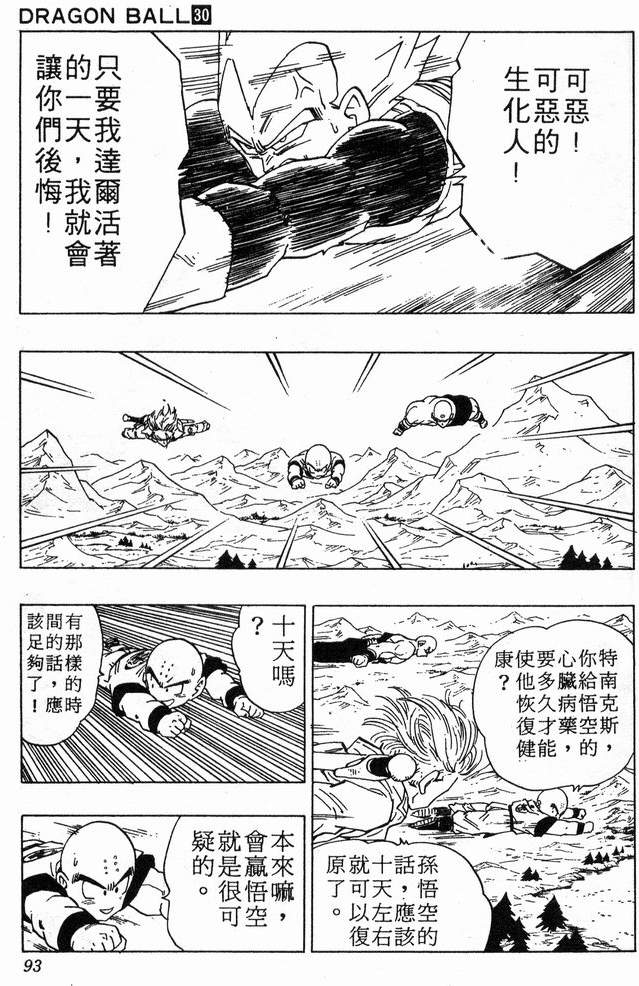 DRAGON BALL 30
可惡！
可惡的
生化人！
只要我達爾活著
的一天，我就會
讓你們後悔！
特南克斯
你給悟空的，
心臟病藥，
要多久才能
使他恢復健
康？
孫悟空的
話，應該
十天左右
就可以復
原了。
十天嗎
？
有那樣的時
間的話，應
該足夠了！
本來嘛，
會贏悟空
就是很可
疑的。
93